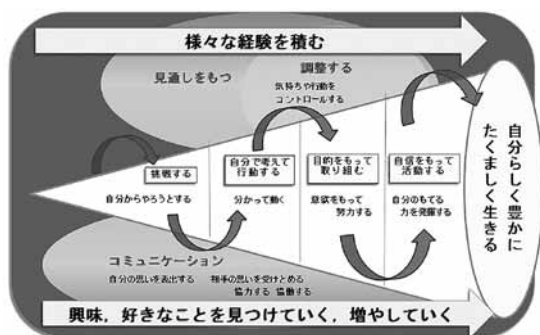 様々な経験を積む
見通しをもつ
調整する
気持ちや行動を
コントロールする
挑戦する
自分からやろうとする
自分で考えて
行動する
分かって動く
目的をもって
取り組む
意欲をもって
努力する
自信をもって
活動する
自分のもてる
力を発揮する
自分らしく豊かに
たくましく生きる
コミュニケーション
自分の思いを表出する
相手の思いを受けとめる
協力する 協働する
興味，好きなことを見つけていく，増やしていく